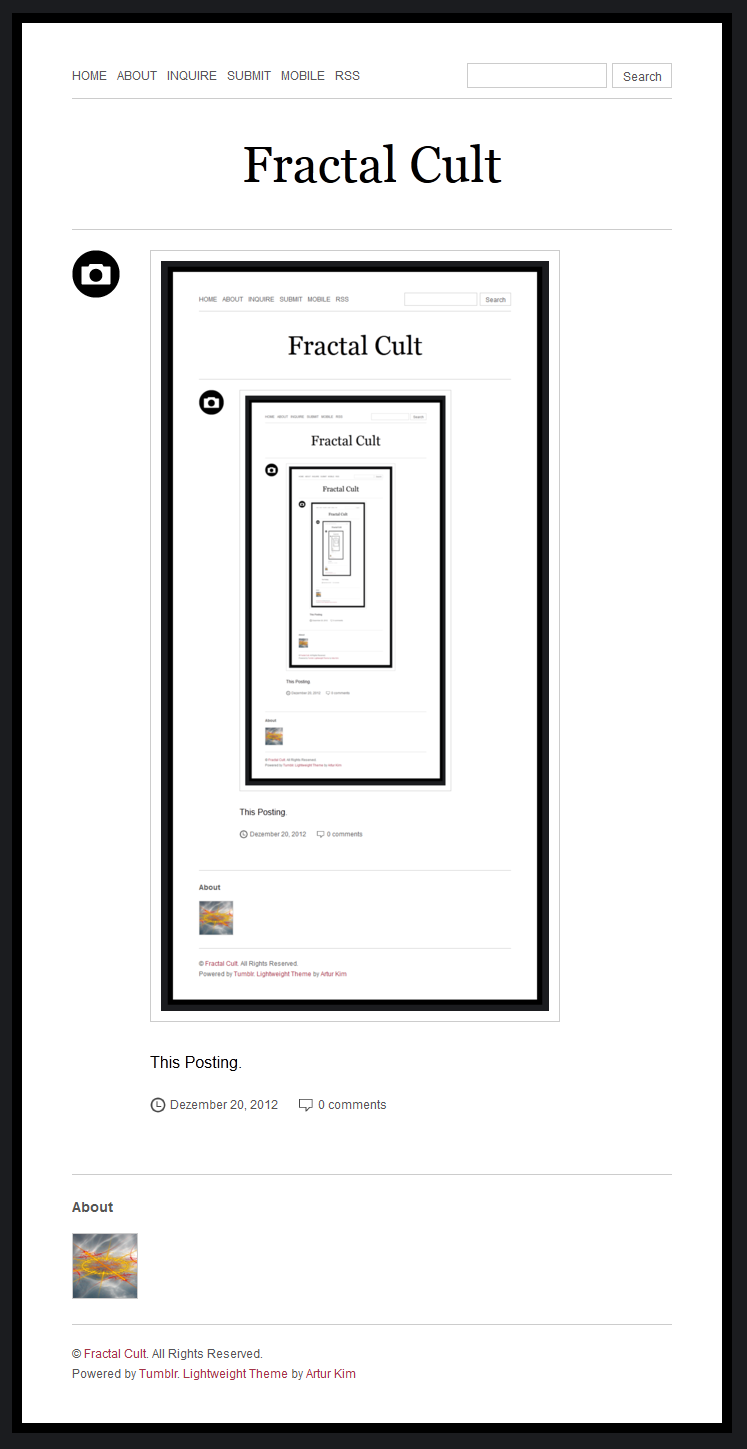 HOME ABOUT INQUIRE SUBMIT MOBILE RSS
Search
Fractal Cult
HOME ABOUT INQUIRE SUBMIT MOBILE RSS
Search
Fractal Cult
HOME ABOUT INQUIRE SUBMIT MOBILE RSS
Search
Fractal Cult
Fractal Cult
Fractal Cult
This Posting.
This Posting.
Dezember 20, 2012 0 comments
About
© Fractal Cult. All Rights Reserved.
Powered by Tumblr. Lightweight Theme by Artur Kim
This Posting.
Dezember 20, 2012 0 comments
About
© Fractal Cult. All Rights Reserved.
Powered by Tumblr. Lightweight Theme by Artur Kim
This Posting.
Dezember 20, 2012 0 comments
About
© Fractal Cult. All Rights Reserved.
Powered by Tumblr. Lightweight Theme by Artur Kim